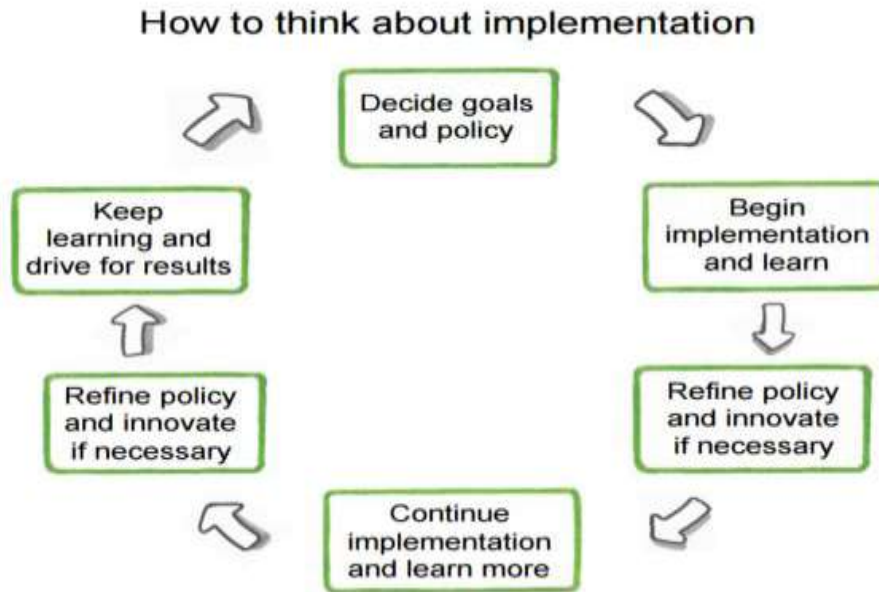 How to think about implementation
Decide goals
and policy
Begin
implementation
and learn
Refine policy
and innovate
if necessary
Continue
implementation
and learn more
Refine policy
and innovate
if necessary
Keep
learning and
drive for results